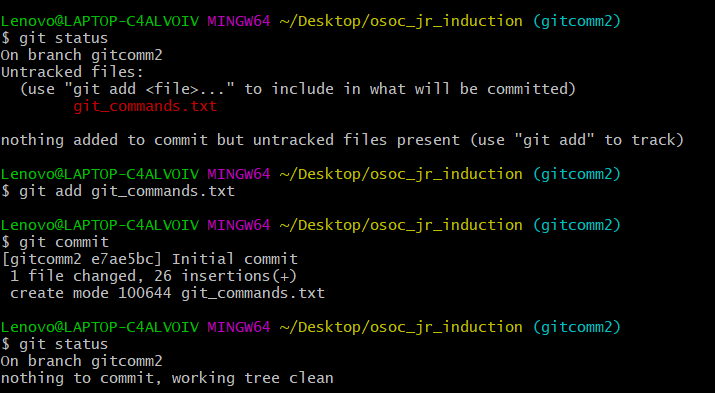 Lenovo@LAPTOP-C4ALVOIV MINGW64 ~/Desktop/osoc_jr_induction (gitcomm2)
$ git status
On branch gitcomm2
Untracked files:
  (use "git add <file>..." to include in what will be committed)
        git_commands.txt

nothing added to commit but untracked files present (use "git add" to track)

Lenovo@LAPTOP-C4ALVOIV MINGW64 ~/Desktop/osoc_jr_induction (gitcomm2)
$ git add git_commands.txt

Lenovo@LAPTOP-C4ALVOIV MINGW64 ~/Desktop/osoc_jr_induction (gitcomm2)
$ git commit
[gitcomm2 e7ae5bc] Initial commit
 1 file changed, 26 insertions(+)
 create mode 100644 git_commands.txt

Lenovo@LAPTOP-C4ALVOIV MINGW64 ~/Desktop/osoc_jr_induction (gitcomm2)
$ git status
On branch gitcomm2
nothing to commit, working tree clean